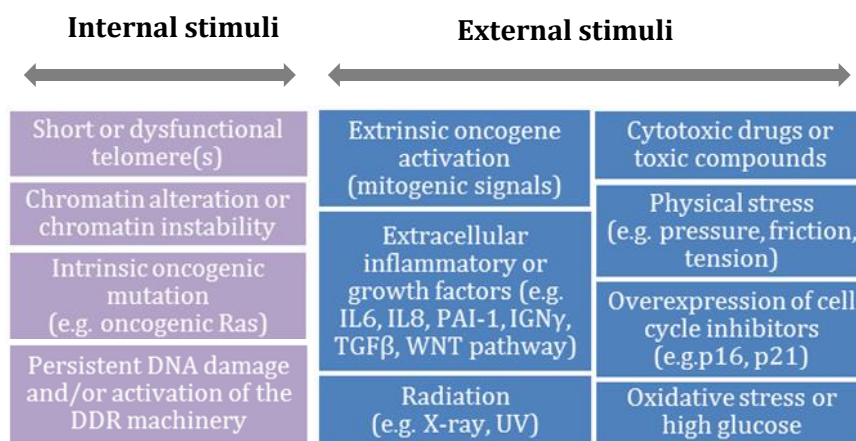 Internal stimuli
External stimuli
Short or dysfunctional
telomere(s)
Chromatin alteration or
chromatin instability
Intrinsic oncogenic
mutation
(e.g. oncogenic Ras)
Persistent DNA damage
and/or activation of the
DDR machinery
Extrinsic oncogene
activation
(mitogenic signals)
Extracellular
inflammatory or
growth factors (e.g.
IL6, IL8, PAI-1, IGNγ,
TGFβ, WNT pathway)
Radiation
(e.g. X-ray, UV)
Cytotoxic drugs or
toxic compounds
Physical stress
(e.g. pressure, friction,
tension)
Overexpression of cell
cycle inhibitors
(e.g.p16, p21)
Oxidative stress or
high glucose